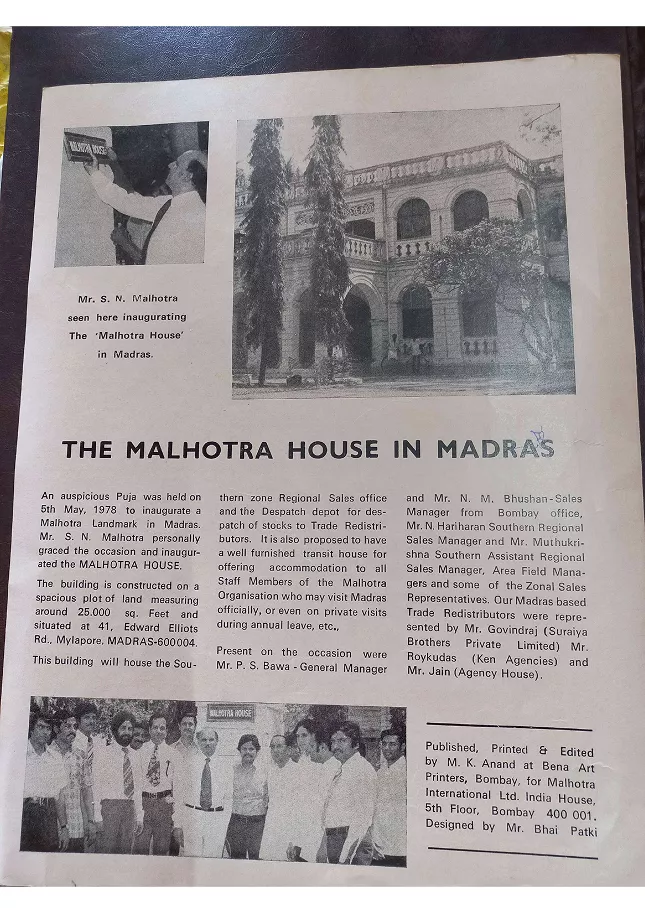 MALHOTRA HOUSE
Mr. S. N. Malhotra
seen here inaugurating
The 'Malhotra House'
in Madras.
THE MALHOTRA HOUSE IN MADRAS
An auspicious Puja was held on
5th May, 1978 to inaugurate a
Malhotra Landmark in Madras.
Mr. S. N. Malhotra personally
graced the occasion and inaugur-
ated the MALHOTRA HOUSE.
The building is constructed on a
spacious plot of land measuring
around 25.000 sq. Feet and
situated at 41, Edward Elliots
Rd., Mylapore, MADRAS-600004.
This building will house the Sou-
thern zone Regional Sales office
and the Despatch depot for des-
patch of stocks to Trade Redistri-
butors. It is also proposed to have
a well furnished transit house for
offering accommodation to all
Staff Members of the Malhotra
Organisation who may visit Madras
officially, or even on private visits
during annual leave, etc.,
Present on the occasion were
Mr. P. S. Bawa - General Manager
and Mr. N. M. Bhushan-Sales
Manager from Bombay office,
Mr. N. Hariharan Southern Regional
Sales Manager and Mr. Muthukri-
shna Southern Assistant Regional
Sales Manager, Area Field Mana-
gers and some of the Zonal Sales
Representatives. Our Madras based
Trade Redistributors were repre-
sented by Mr. Govindraj (Suraiya
Brothers Private Limited) Mr.
Roykudas (Ken Agencies) and
Mr. Jain (Agency House).
MALHOTRA HOUSE
Published, Printed & Edited
by M. K. Anand at Bena Art
Printers, Bombay, for Malhotra
International Ltd. India House,
5th Floor, Bombay 400 001.
Designed by Mr. Bhai Patki